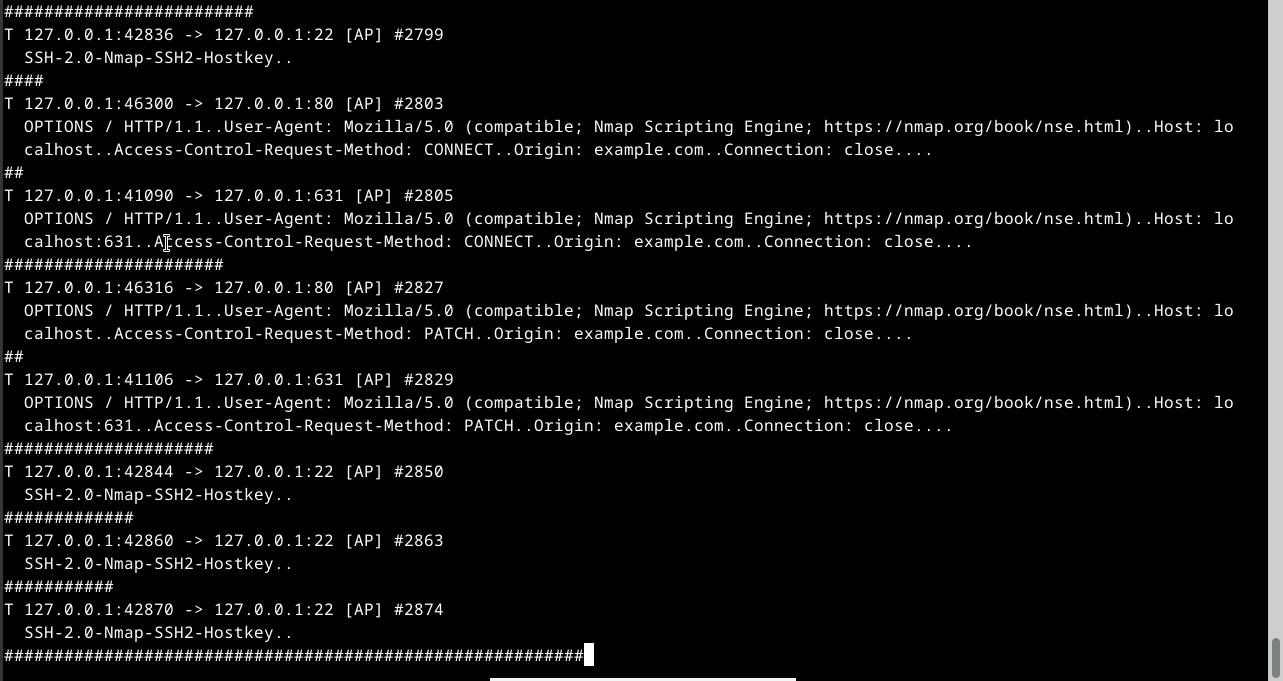 #########################
T 127.0.0.1:42836 -> 127.0.0.1:22 [AP] #2799
  SSH-2.0-Nmap-SSH2-Hostkey..
####
T 127.0.0.1:46300 -> 127.0.0.1:80 [AP] #2803
  OPTIONS / HTTP/1.1..User-Agent: Mozilla/5.0 (compatible; Nmap Scripting Engine; https://nmap.org/book/nse.html)..Host: lo
  calhost..Access-Control-Request-Method: CONNECT..Origin: example.com..Connection: close....
##
T 127.0.0.1:41090 -> 127.0.0.1:631 [AP] #2805
  OPTIONS / HTTP/1.1..User-Agent: Mozilla/5.0 (compatible; Nmap Scripting Engine; https://nmap.org/book/nse.html)..Host: lo
  calhost:631..Access-Control-Request-Method: CONNECT..Origin: example.com..Connection: close....
######################
T 127.0.0.1:46316 -> 127.0.0.1:80 [AP] #2827
  OPTIONS / HTTP/1.1..User-Agent: Mozilla/5.0 (compatible; Nmap Scripting Engine; https://nmap.org/book/nse.html)..Host: lo
  calhost..Access-Control-Request-Method: PATCH..Origin: example.com..Connection: close....
##
T 127.0.0.1:41106 -> 127.0.0.1:631 [AP] #2829
  OPTIONS / HTTP/1.1..User-Agent: Mozilla/5.0 (compatible; Nmap Scripting Engine; https://nmap.org/book/nse.html)..Host: lo
  calhost:631..Access-Control-Request-Method: PATCH..Origin: example.com..Connection: close....
#####################
T 127.0.0.1:42844 -> 127.0.0.1:22 [AP] #2850
  SSH-2.0-Nmap-SSH2-Hostkey..
#############
T 127.0.0.1:42860 -> 127.0.0.1:22 [AP] #2863
  SSH-2.0-Nmap-SSH2-Hostkey..
###########
T 127.0.0.1:42870 -> 127.0.0.1:22 [AP] #2874
  SSH-2.0-Nmap-SSH2-Hostkey..
##########################################################